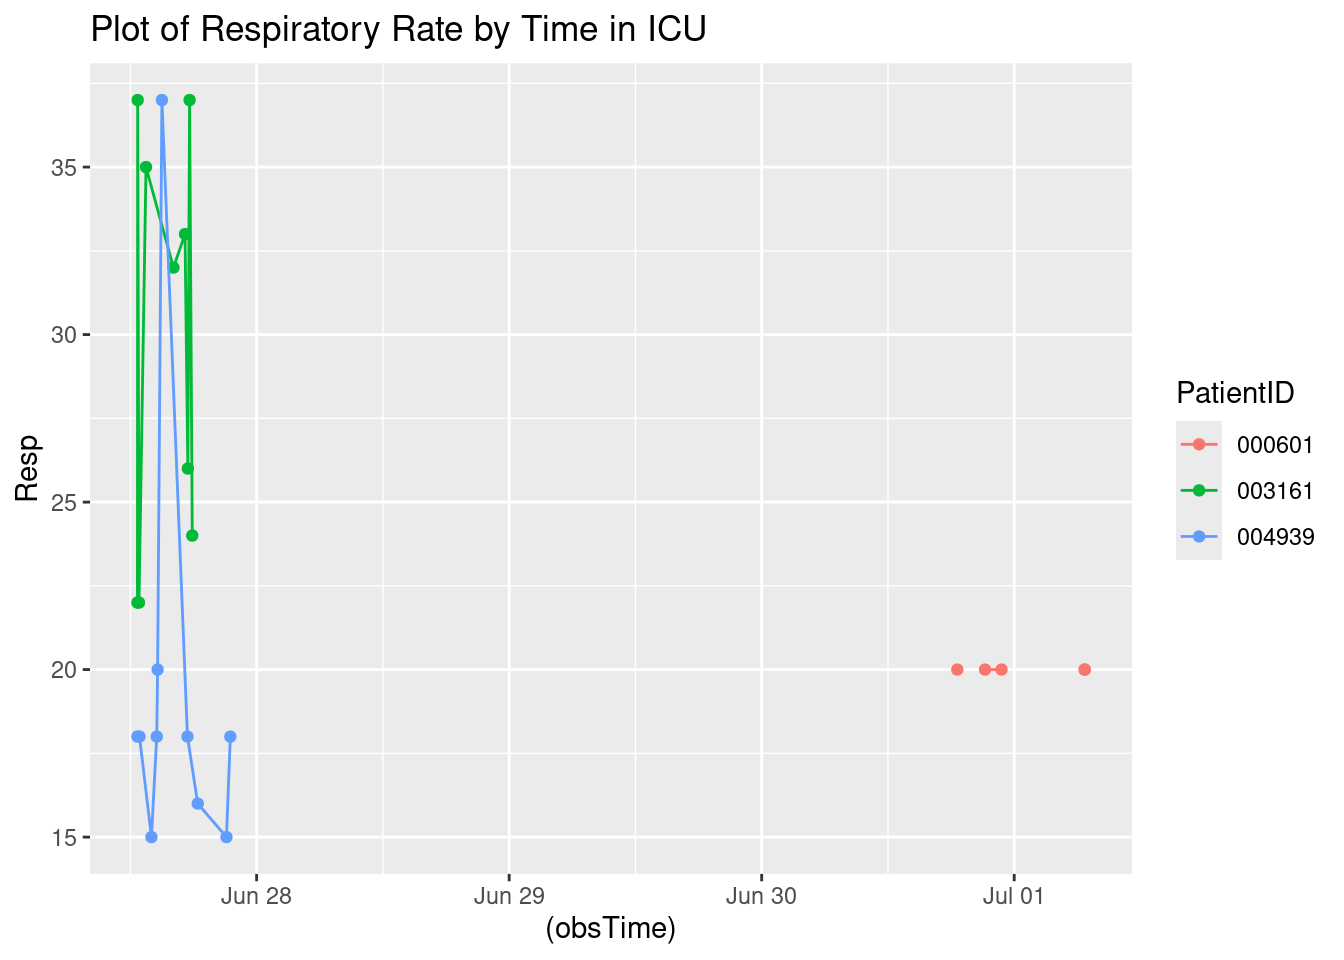 Plot of Respiratory Rate by Time in ICU
Resp
35
30
25
20
15
Jun 28 Jun 29 Jun 30 Jul 01
(obsTime)
PatientID
000601
003161
004939